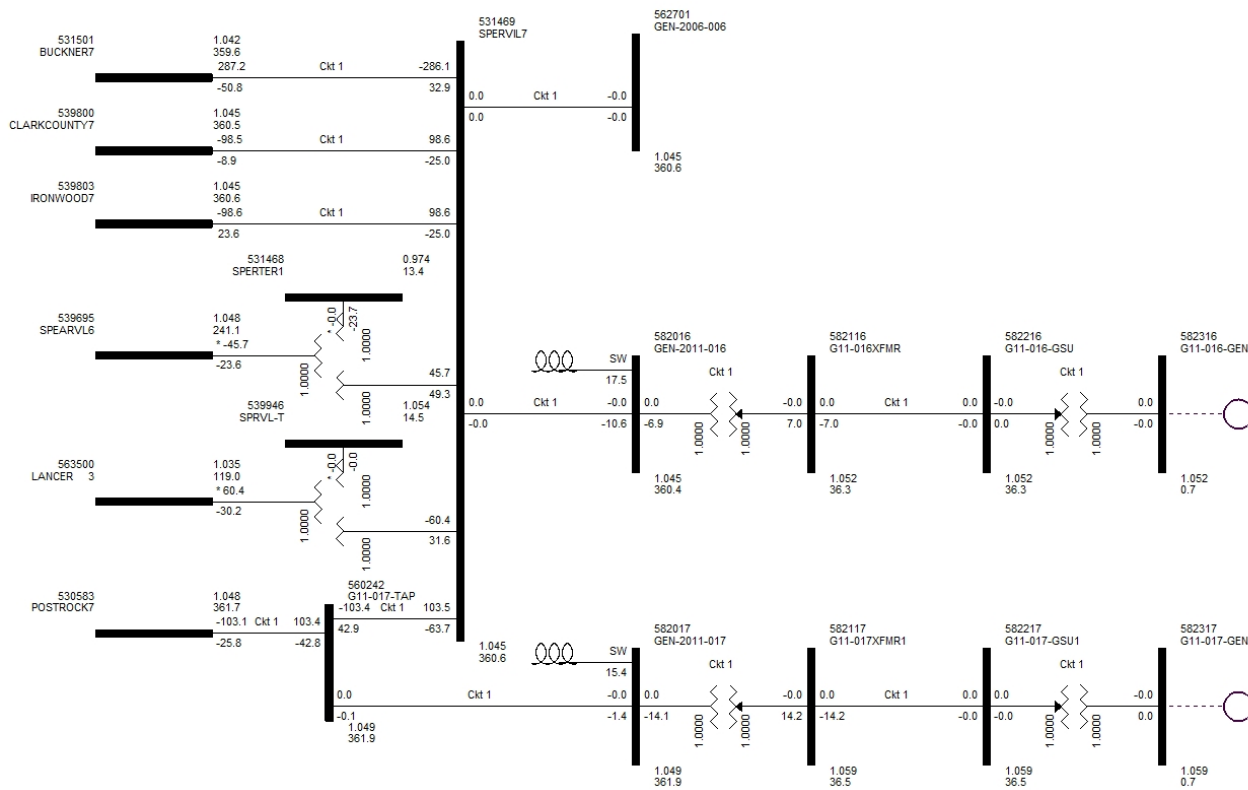 531469
SPERVIL7
562701
GEN-2006-006
531501
BUCKNER7
1.042
359.6
287.2 Ckt 1 -286.1
-50.8 32.9
0.0 Ckt 1 -0.0
0.0 -0.0
1.045
360.6
539800
CLARKCOUNTY7
1.045
360.5
-98.5 Ckt 1 98.6
-8.9 -25.0
539803
IRONWOOD7
1.045
360.6
-98.6 Ckt 1 98.6
23.6 -25.0
531468
SPERTER1
0.974
13.4
* -0.0
-23.7
1.0000
539695
SPEARVL6
1.048
241.1
* -45.7
-23.6
1.0000
1.0000
45.7
49.3
539946
SPRVL-T
1.054
14.5
* -0.0
-0.0
1.0000
563500
LANCER 3
1.035
119.0
* 60.4
-30.2
1.0000
1.0000
-60.4
31.6
530583
POSTROCK7
1.048
361.7
-103.1 Ckt 1 103.4
-25.8 -42.8
560242
G11-017-TAP
-103.4 Ckt 1 103.5
42.9 -63.7
1.045
360.6
0.0 Ckt 1 -0.0
-0.1 -1.4
1.049
361.9
582016
GEN-2011-016
SW
17.5
0.0 Ckt 1 -0.0
-0.0 -10.6
1.045
360.4
0.0 Ckt 1 -0.0
-6.9 7.0
1.0000
1.0000
582116
G11-016XFMR
1.052
36.3
0.0 Ckt 1 0.0
-7.0 -0.0
582216
G11-016-GSU
1.052
36.3
-0.0 Ckt 1 0.0
0.0 -0.0
1.0000
1.0000
582316
G11-016-GEN
1.052
0.7
582017
GEN-2011-017
SW
15.4
1.049
361.9
0.0 Ckt 1 -0.0
-14.1 14.2
1.0000
1.0000
582117
G11-017XFMR1
1.059
36.5
0.0 Ckt 1 0.0
-14.2 -0.0
582217
G11-017-GSU1
1.059
36.5
0.0 Ckt 1 -0.0
-0.0 0.0
1.0000
1.0000
582317
G11-017-GEN
1.059
0.7